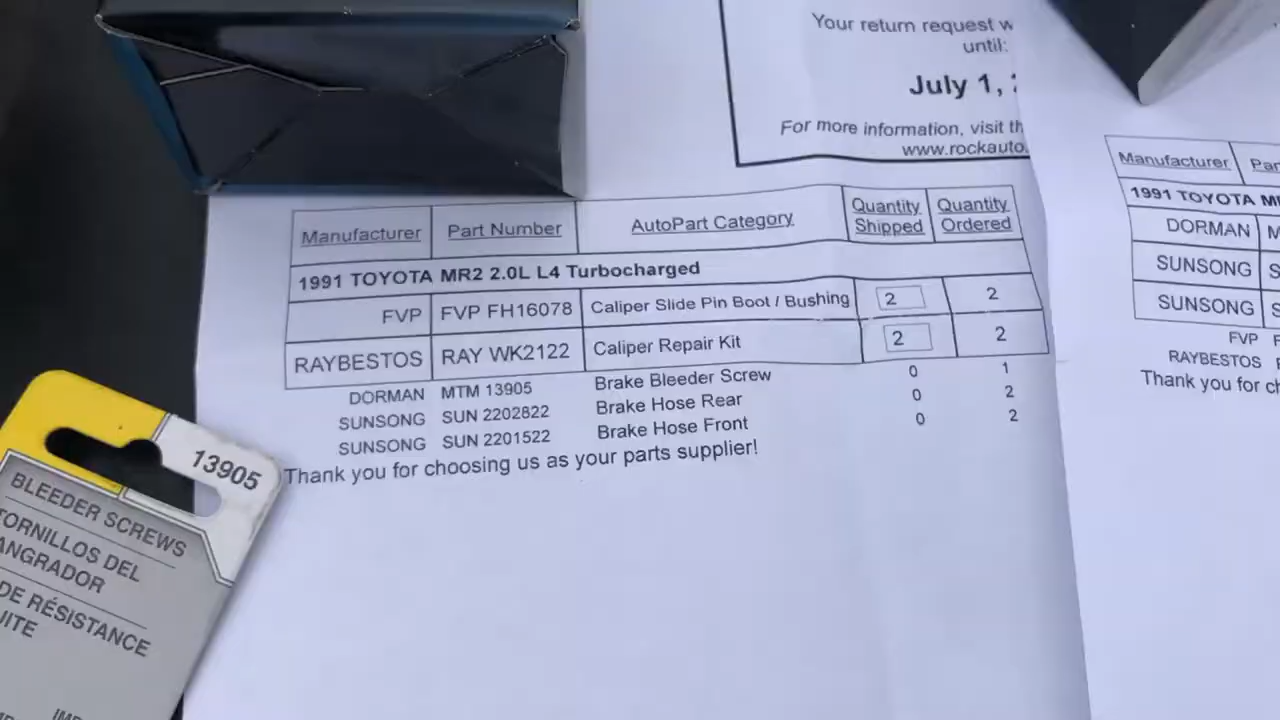 Your return request w
until:
July 1,
For more information, visit th
www.rockauto.
Manufacturer Part Number AutoPart Category Quantity Shipped Quantity Ordered
1991 TOYOTA MR2 2.0L L4 Turbocharged
FVP FVP FH16078 Caliper Slide Pin Boot / Bushing 2 2
RAYBESTOS RAY WK2122 Caliper Repair Kit 2 2
DORMAN MTM 13905 Brake Bleeder Screw 0 1
SUNSONG SUN 2202822 Brake Hose Rear 0 2
SUNSONG SUN 2201522 Brake Hose Front 0 2
Thank you for choosing us as your parts supplier!
Manufacturer Par
1991 TOYOTA M
DORMAN M
SUNSONG S
SUNSONG S
FVP F
RAYBESTOS
Thank you for ch
13905
BLEEDER SCREWS
TORNILLOS DEL
ANGRADOR
DE RÉSISTANCE
UITE